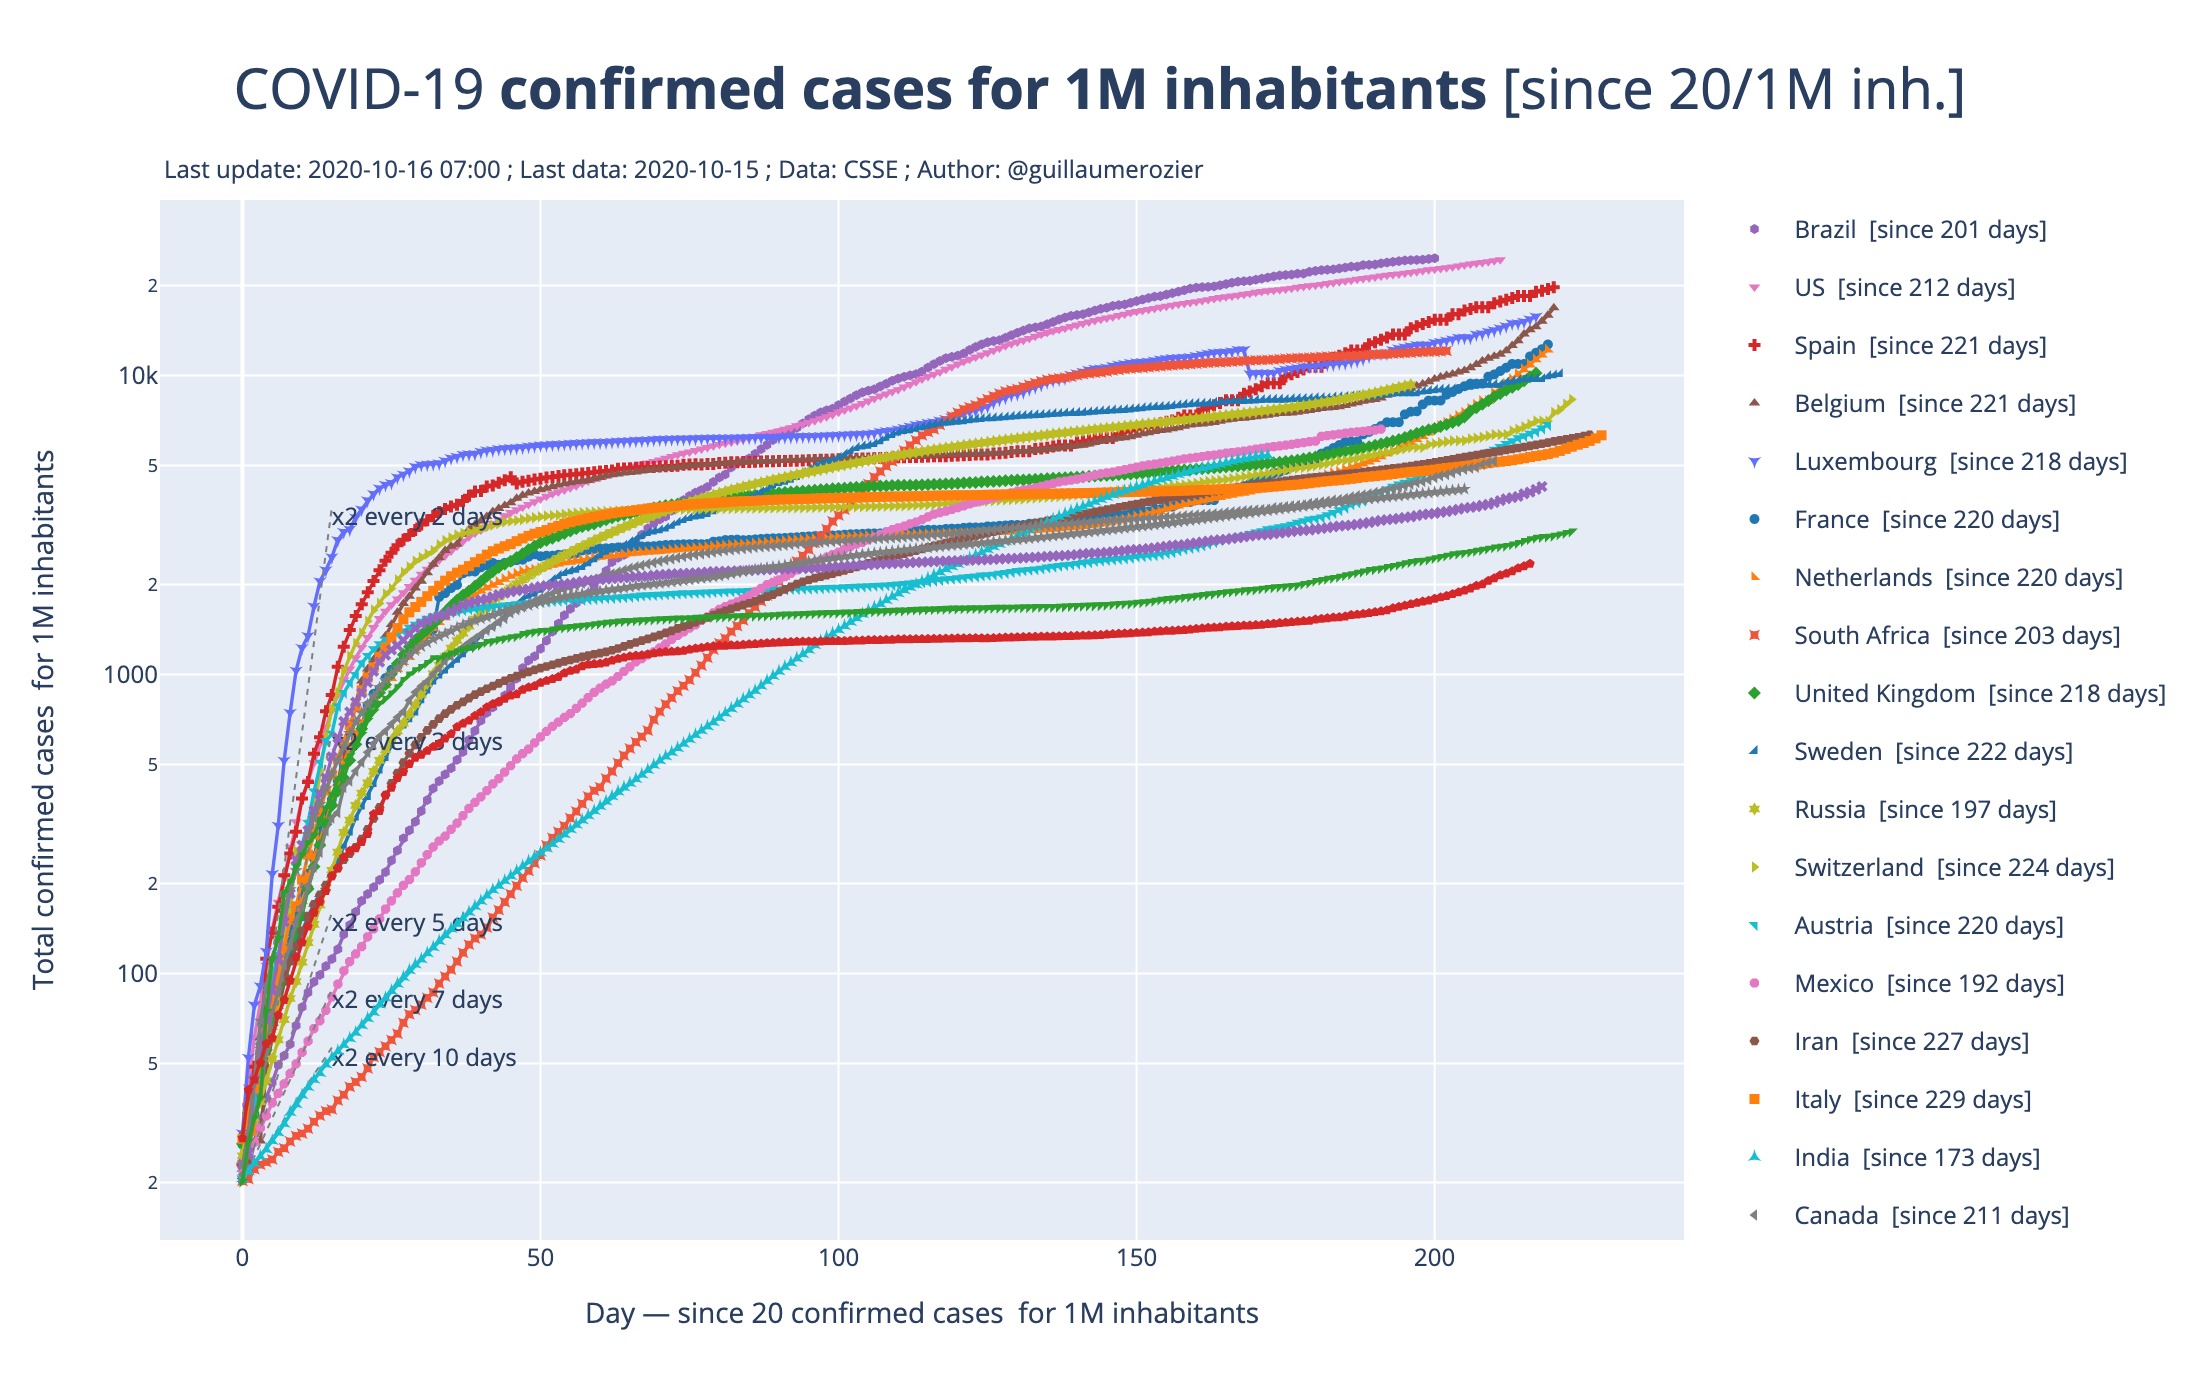 COVID-19 confirmed cases for 1M inhabitants [since 20/1M inh.]
Last update: 2020-10-16 07:00 ; Last data: 2020-10-15 ; Data: CSSE ; Author: @guillaumerozier
Total confirmed cases for 1M inhabitants
2
10k
5
2
1000
5
2
100
5
2
x2 every 2 days
x2 every 3 days
x2 every 5 days
x2 every 7 days
x2 every 10 days
0 50 100 150 200
Day — since 20 confirmed cases for 1M inhabitants
Brazil [since 201 days]
US [since 212 days]
Spain [since 221 days]
Belgium [since 221 days]
Luxembourg [since 218 days]
France [since 220 days]
Netherlands [since 220 days]
South Africa [since 203 days]
United Kingdom [since 218 days]
Sweden [since 222 days]
Russia [since 197 days]
Switzerland [since 224 days]
Austria [since 220 days]
Mexico [since 192 days]
Iran [since 227 days]
Italy [since 229 days]
India [since 173 days]
Canada [since 211 days]